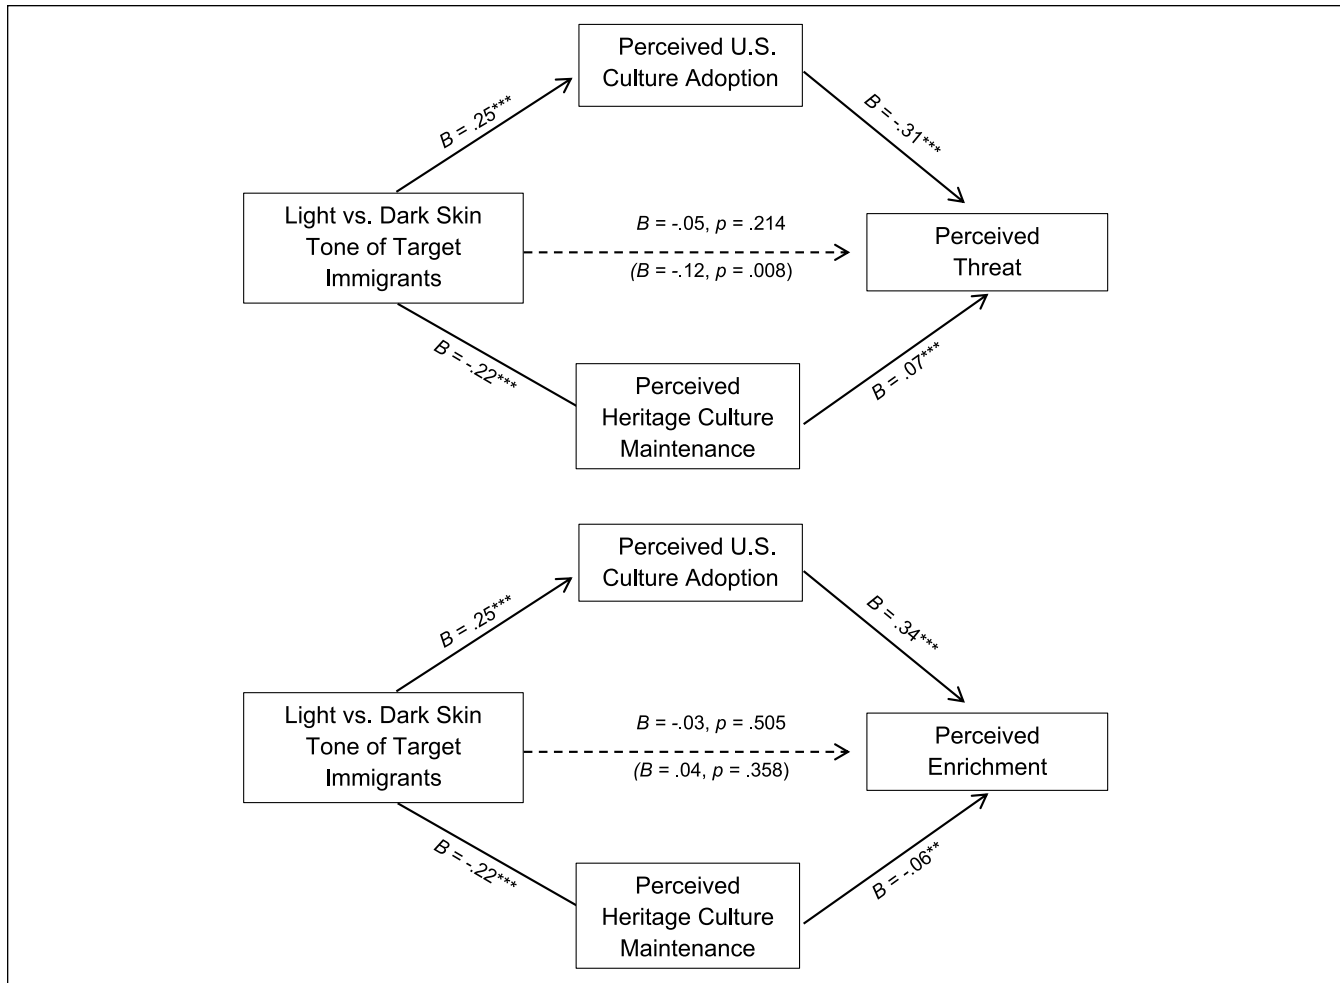 Perceived U.S.
Culture Adoption
B = .25***
B = -.31***
Light vs. Dark Skin
Tone of Target
Immigrants
B = -.05, p = .214
(B = -.12, p = .008)
Perceived
Threat
B = -.22***
B = .07***
Perceived
Heritage Culture
Maintenance
Perceived U.S.
Culture Adoption
B = .25***
B = .34***
Light vs. Dark Skin
Tone of Target
Immigrants
B = -.03, p = .505
(B = .04, p = .358)
Perceived
Enrichment
B = -.22***
B = -.06**
Perceived
Heritage Culture
Maintenance